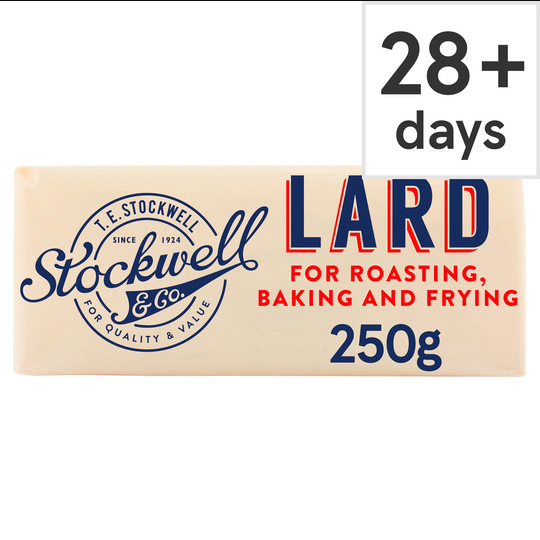 28+
days
T.E. STOCKWELL
SINCE 1924
Stockwell
& Co.
FOR QUALITY & VALUE
LARD
FOR ROASTING,
BAKING AND FRYING
250g